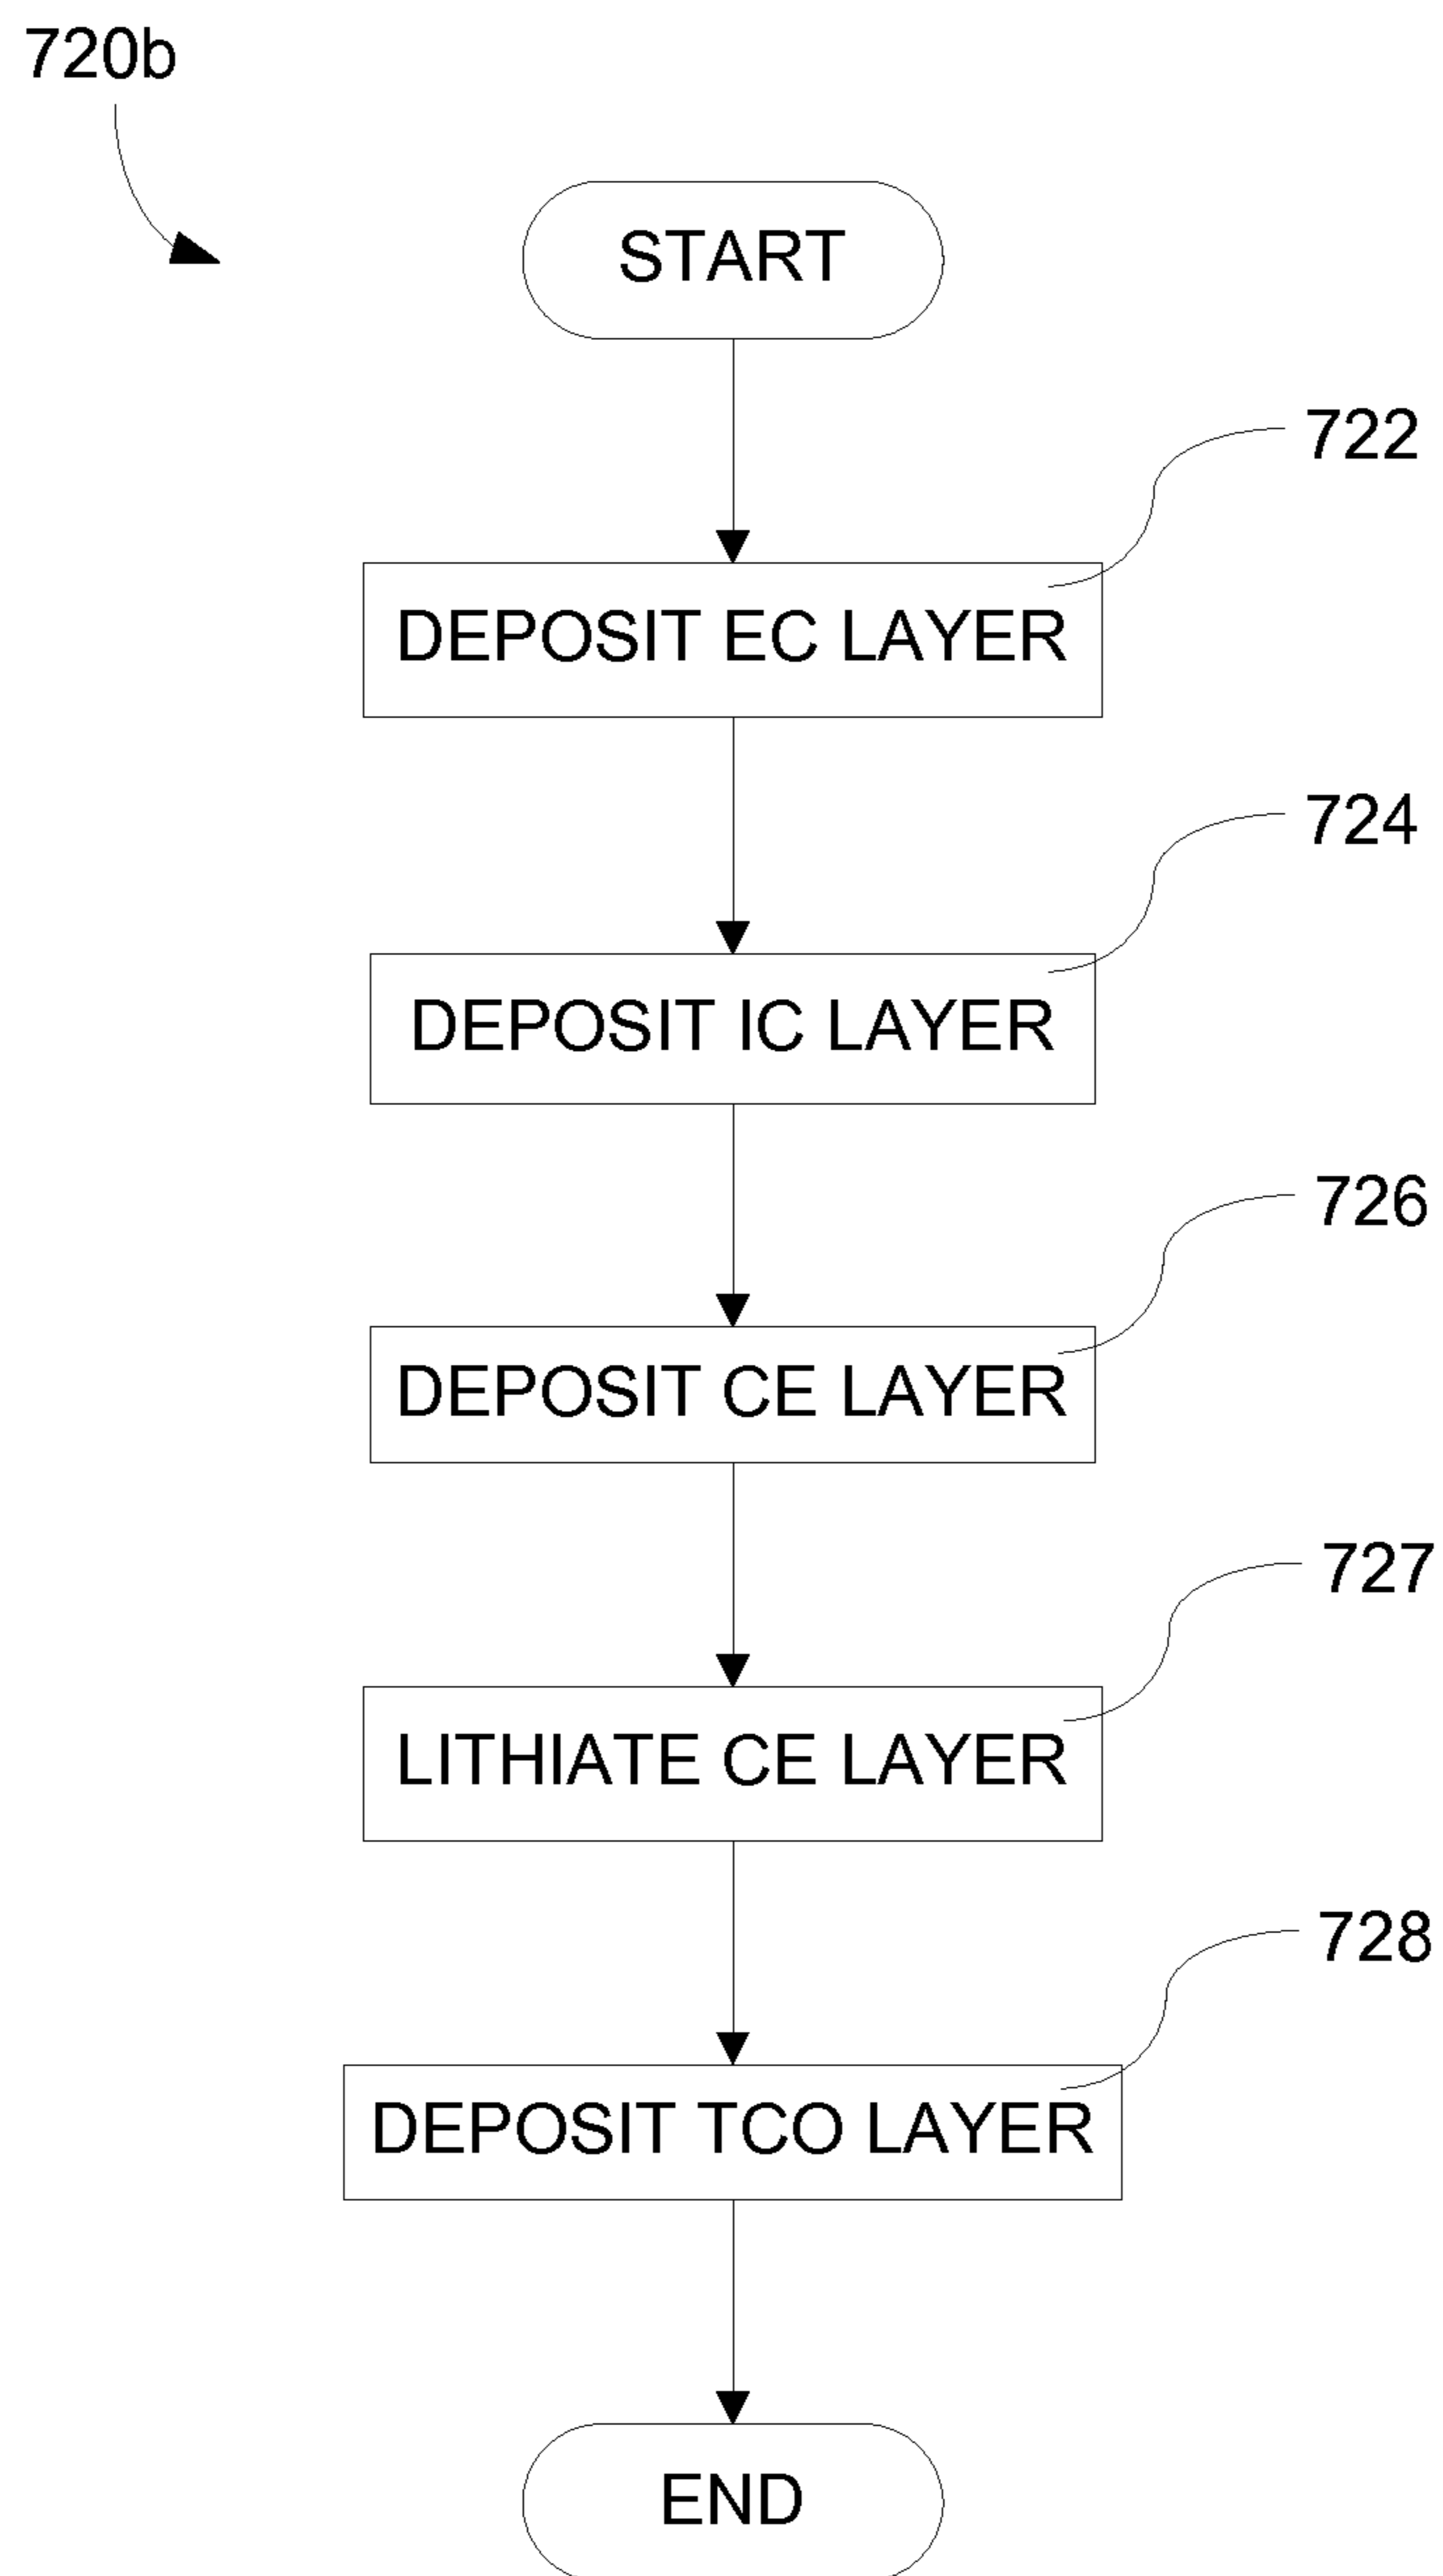 720b
START
722
DEPOSIT EC LAYER
724
DEPOSIT IC LAYER
726
DEPOSIT CE LAYER
727
LITHIATE CE LAYER
728
DEPOSIT TCO LAYER
END